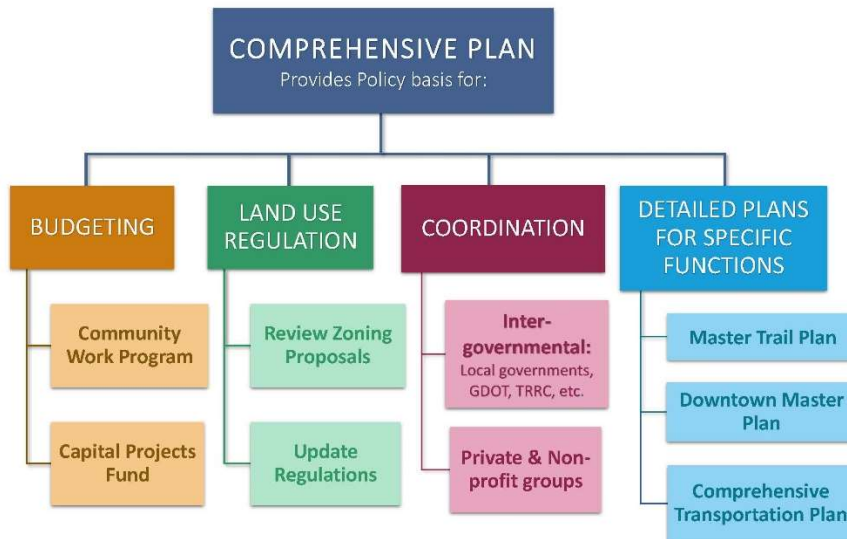 COMPREHENSIVE PLAN
Provides Policy basis for:
BUDGETING
Community
Work Program
Capital Projects
Fund
LAND USE
REGULATION
Review Zoning
Proposals
Update
Regulations
COORDINATION
Inter-
governmental:
Local governments,
GDOT, TRRC, etc.
Private & Non-
profit groups
DETAILED PLANS
FOR SPECIFIC
FUNCTIONS
Master Trail Plan
Downtown Master
Plan
Comprehensive
Transportation Plan